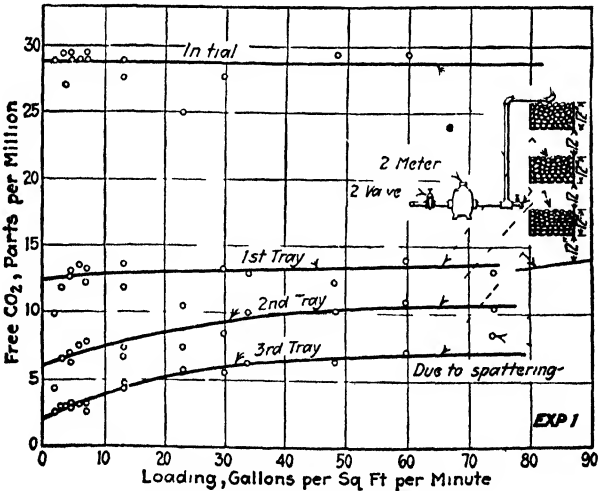 Free CO2, Parts per Million
30
25
20
15
10
5
0
Initial
2 Meter
2 Valve
1st Tray
2nd Tray
3rd Tray
Due to spattering
EXP 1
0 10 20 30 40 50 60 70 80 90
Loading, Gallons per Sq Ft per Minute